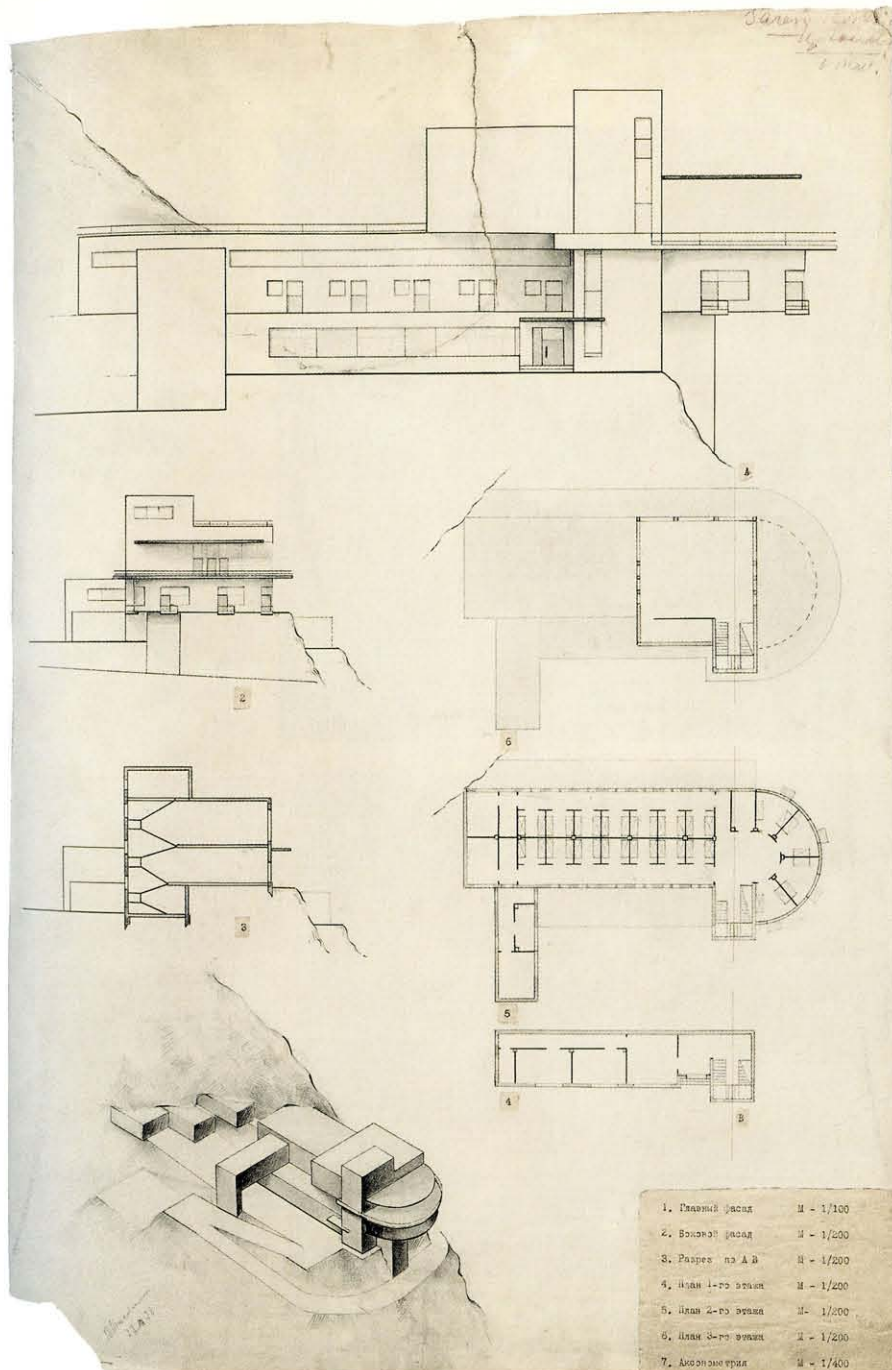 A
2
6
3
5
4
B
1. Главный фасад М - 1/100
2. Боковой фасад М - 1/200
3. Разрез по А В М - 1/200
4. План 1-го этажа М - 1/200
5. План 2-го этажа М- 1/200
6. План 3-го этажа М - 1/200
7. Аксонометрия М - 1/400